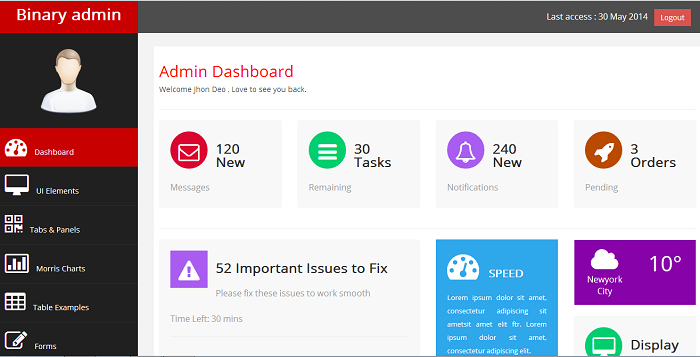 Binary admin
Last access : 30 May 2014
Logout
Admin Dashboard
Welcome Jhon Deo , Love to see you back.
Dashboard
UI Elements
Tabs & Panels
Morris Charts
Table Examples
Forms
120
New
Messages
30
Tasks
Remaining
240
New
Notifications
3
Orders
Pending
52 Important Issues to Fix
Please fix these issues to work smooth
Time Left: 30 mins
SPEED
Lorem ipsum dolor sit amet,
consectetur adipiscing sit
ametsit amet elit ftr. Lorem
ipsum dolor sit amet,
consectetur adipiscing elit.
10°
Newyork
City
Display